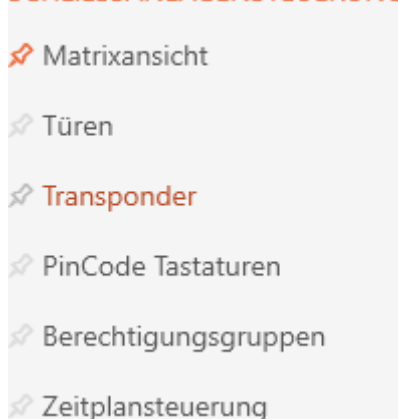 Matrixansicht
Türen
Transponder
PinCode Tastaturen
Berechtigungsgruppen
Zeitplansteuerung